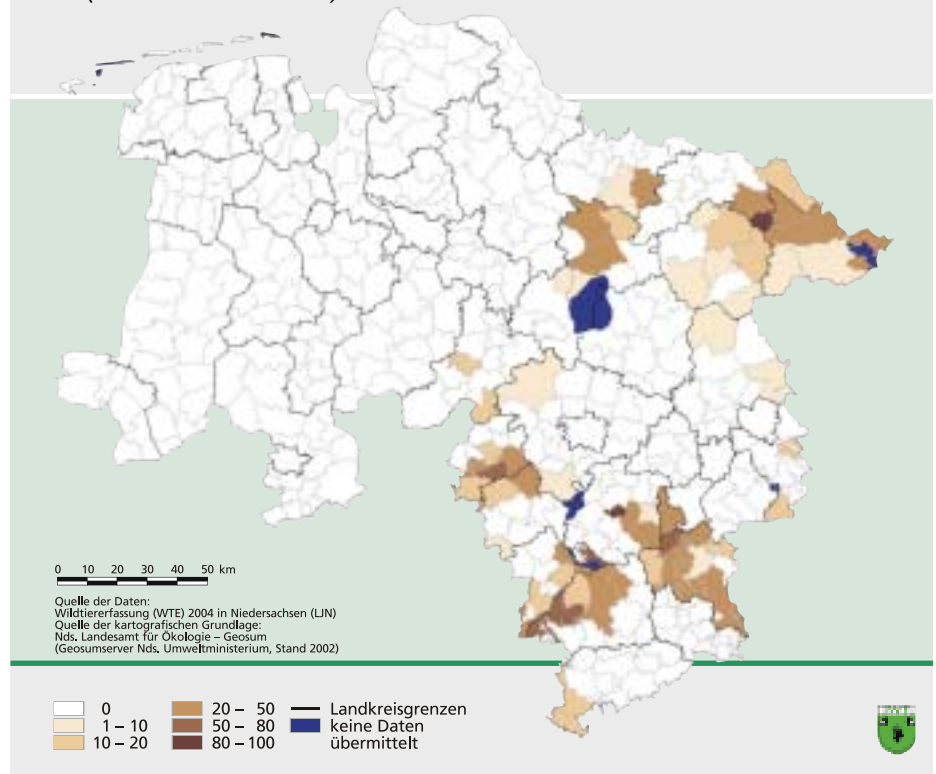 0 10 20 30 40 50 km
Quelle der Daten:
Wildtiererfassung (WTE) 2004 in Niedersachsen (LJN)
Quelle der kartografischen Grundlage:
Nds. Landesamt für Ökologie – Geosum
(Geosumserver Nds. Umweltministerium, Stand 2002)
0
1 – 10
10 – 20
20 – 50
50 – 80
80 – 100
Landkreisgrenzen
keine Daten
übermittelt